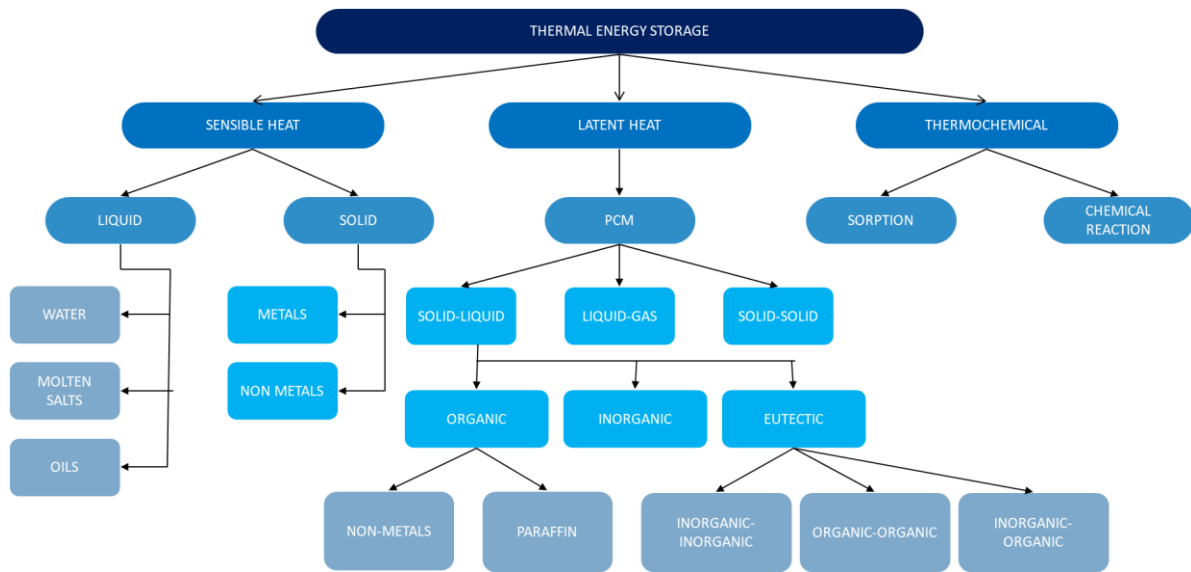 THERMAL ENERGY STORAGE
SENSIBLE HEAT
LATENT HEAT
THERMOCHEMICAL
LIQUID
SOLID
PCM
SORPTION
CHEMICAL
REACTION
WATER
METALS
SOLID-LIQUID
LIQUID-GAS
SOLID-SOLID
MOLTEN
SALTS
NON METALS
ORGANIC
INORGANIC
EUTECTIC
OILS
NON-METALS
PARAFFIN
INORGANIC-
INORGANIC
ORGANIC-ORGANIC
INORGANIC-
ORGANIC